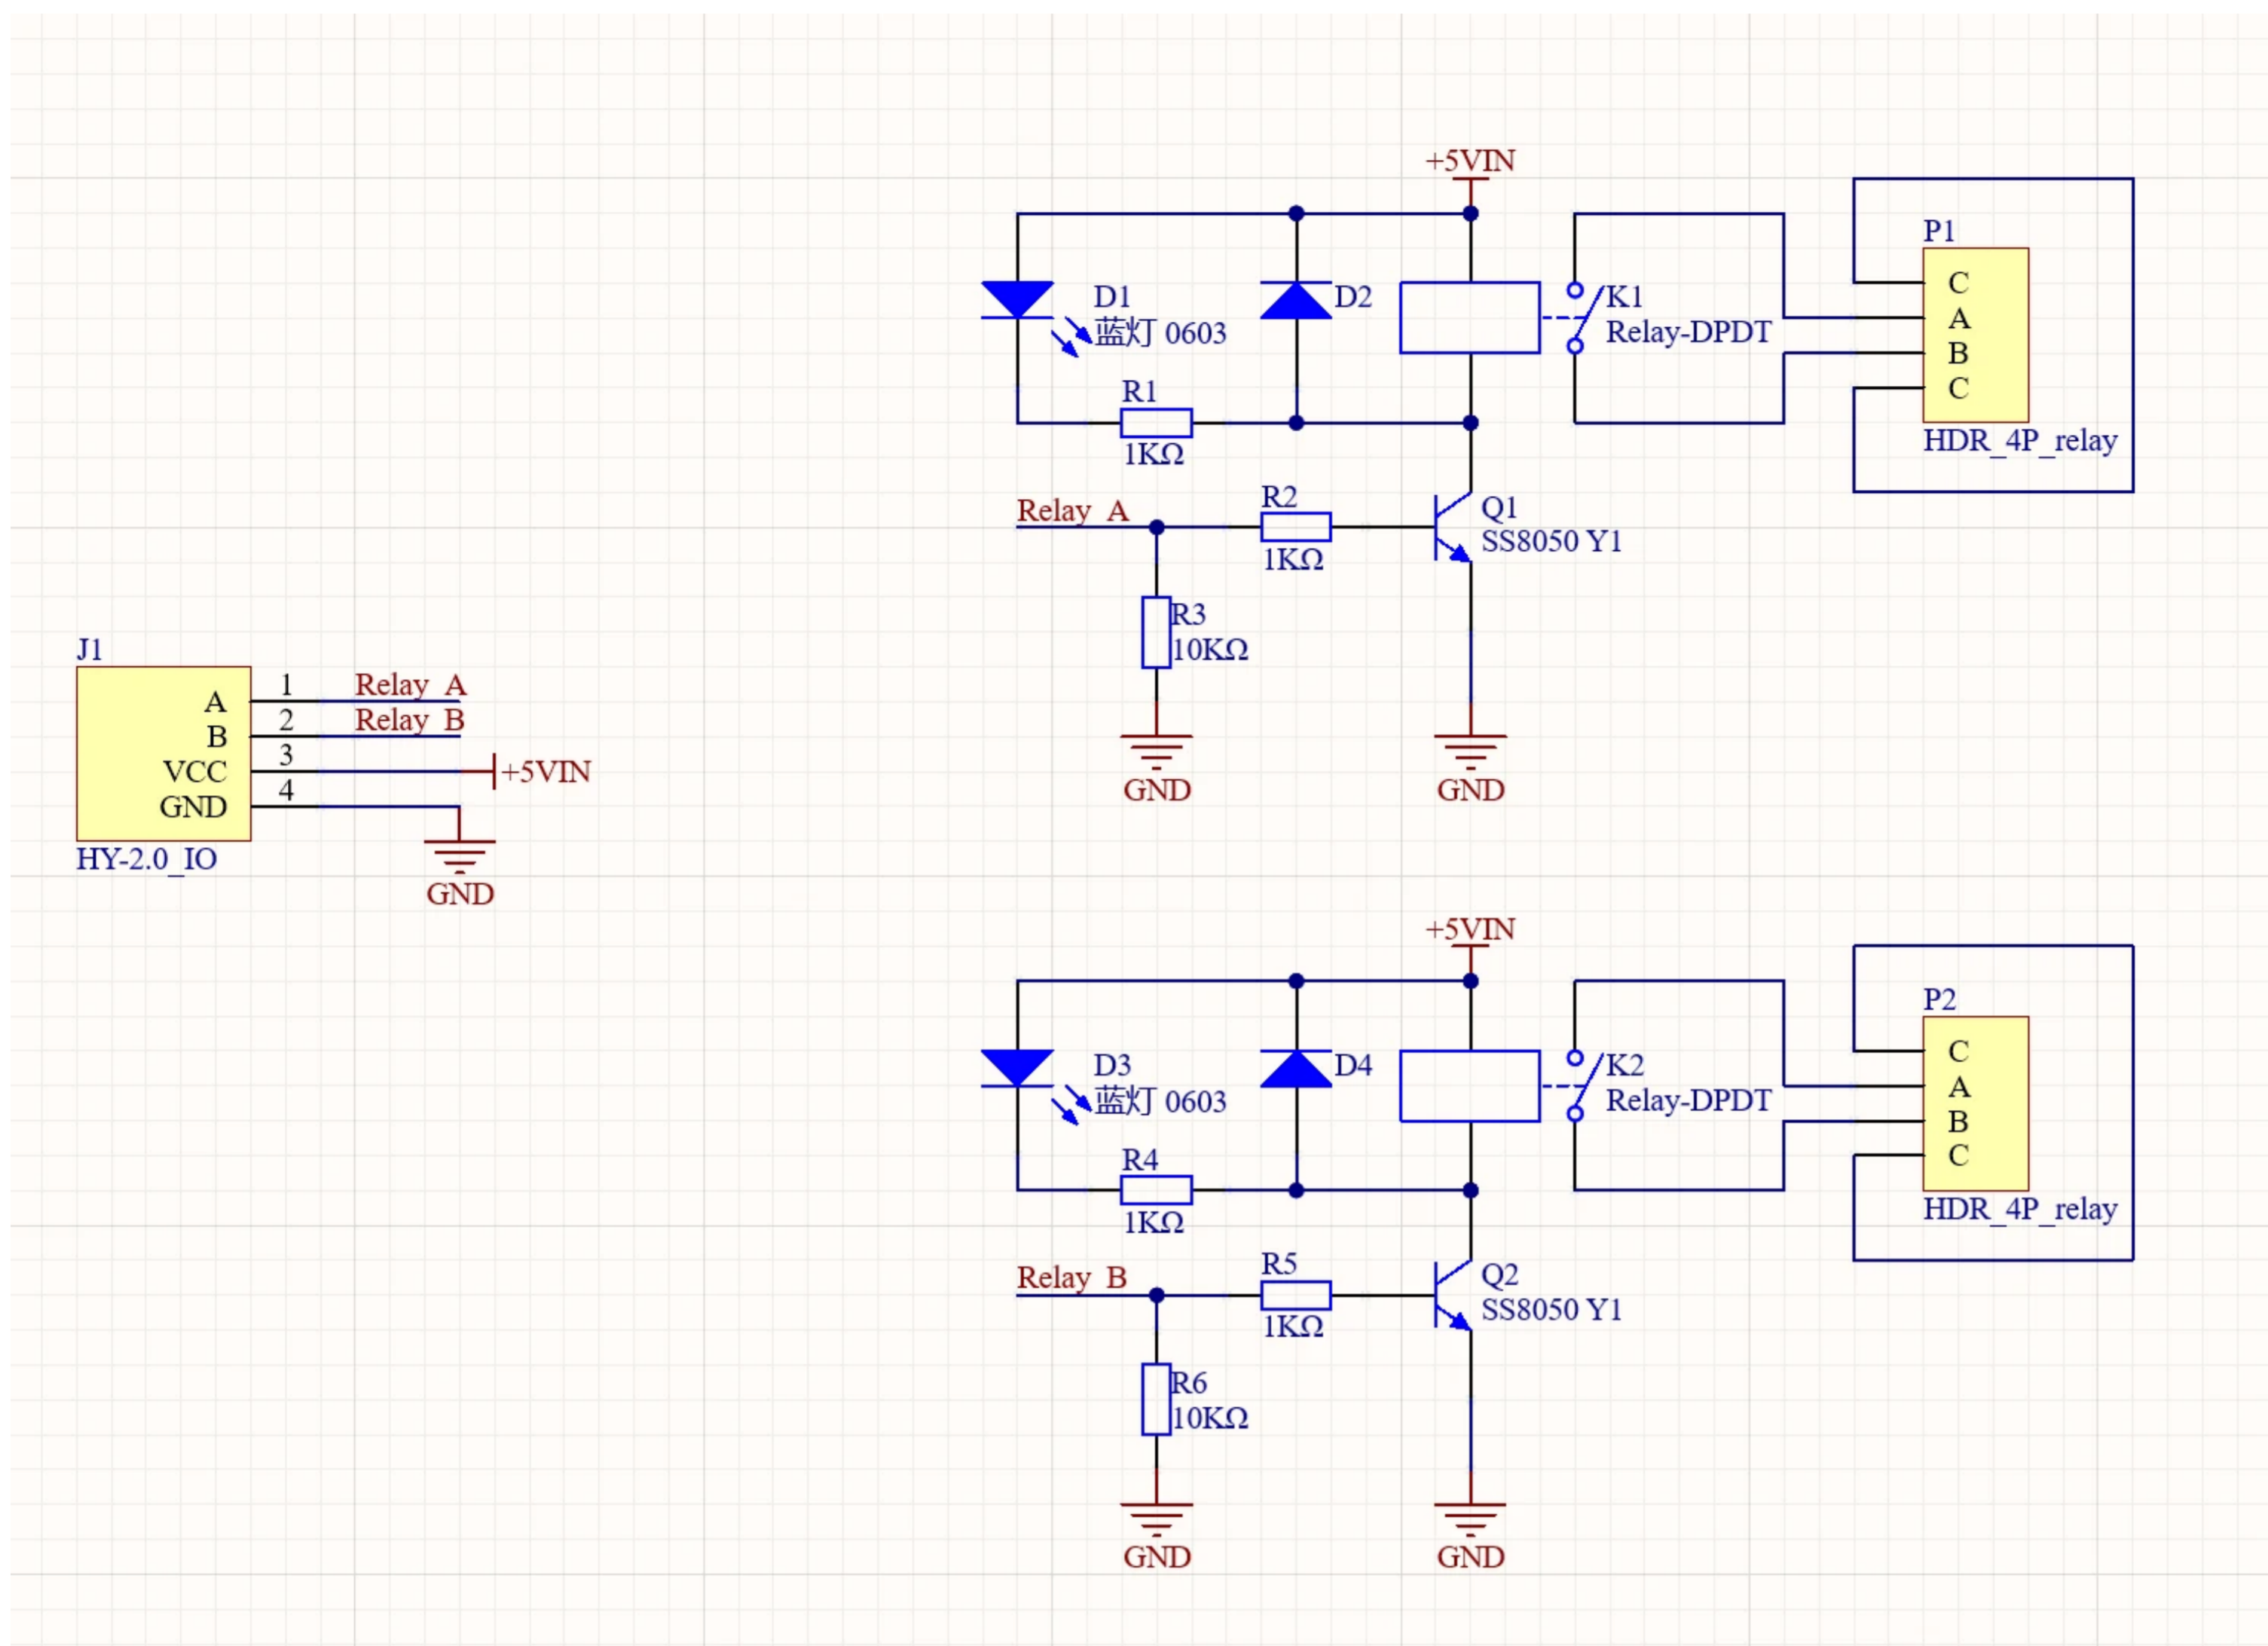 J1
A 1 Relay_A
B 2 Relay_B
VCC 3 +5VIN
GND 4
HY-2.0_IO
GND
+5VIN
D1
蓝灯 0603
D2
K1
Relay-DPDT
R1
1KΩ
P1
C
A
B
C
HDR_4P_relay
Relay_A
R2
1KΩ
Q1
SS8050 Y1
R3
10KΩ
GND
GND
+5VIN
D3
蓝灯 0603
D4
K2
Relay-DPDT
R4
1KΩ
P2
C
A
B
C
HDR_4P_relay
Relay_B
R5
1KΩ
Q2
SS8050 Y1
R6
10KΩ
GND
GND